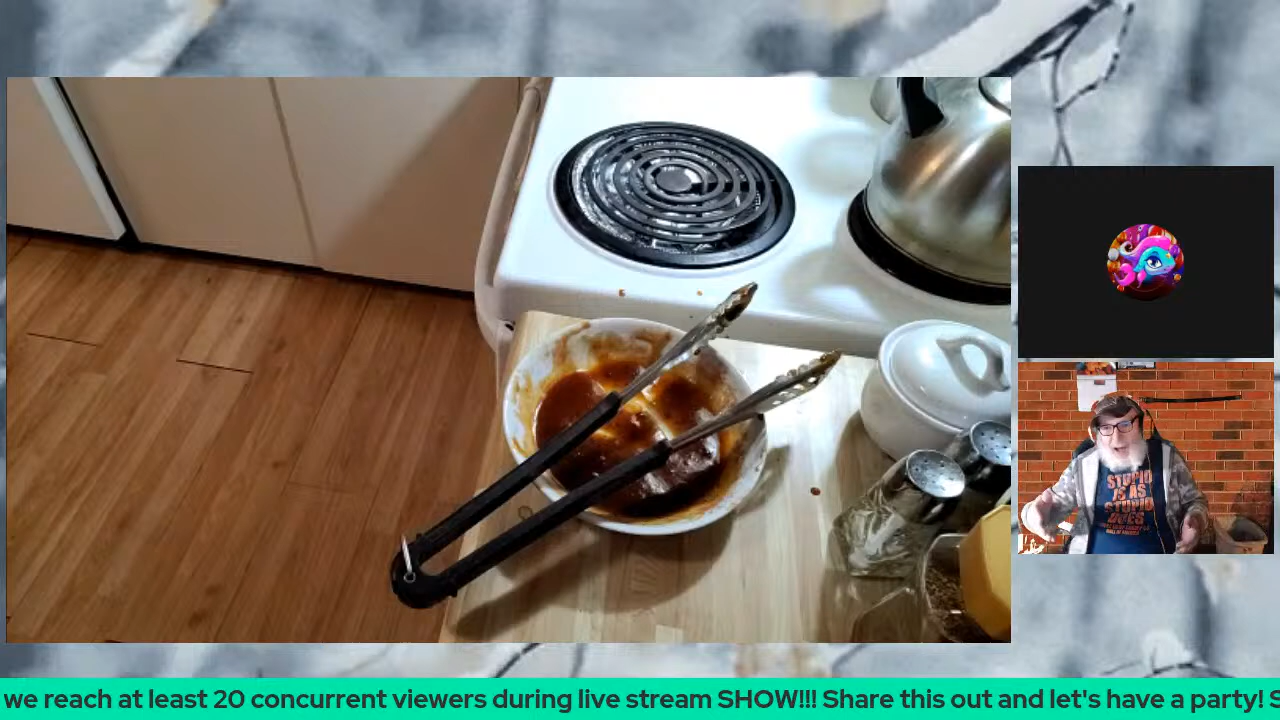 STUPID
IS AS
STUPID
DOES
we reach at least 20 concurrent viewers during live stream SHOW!!! Share this out and let's have a party! S